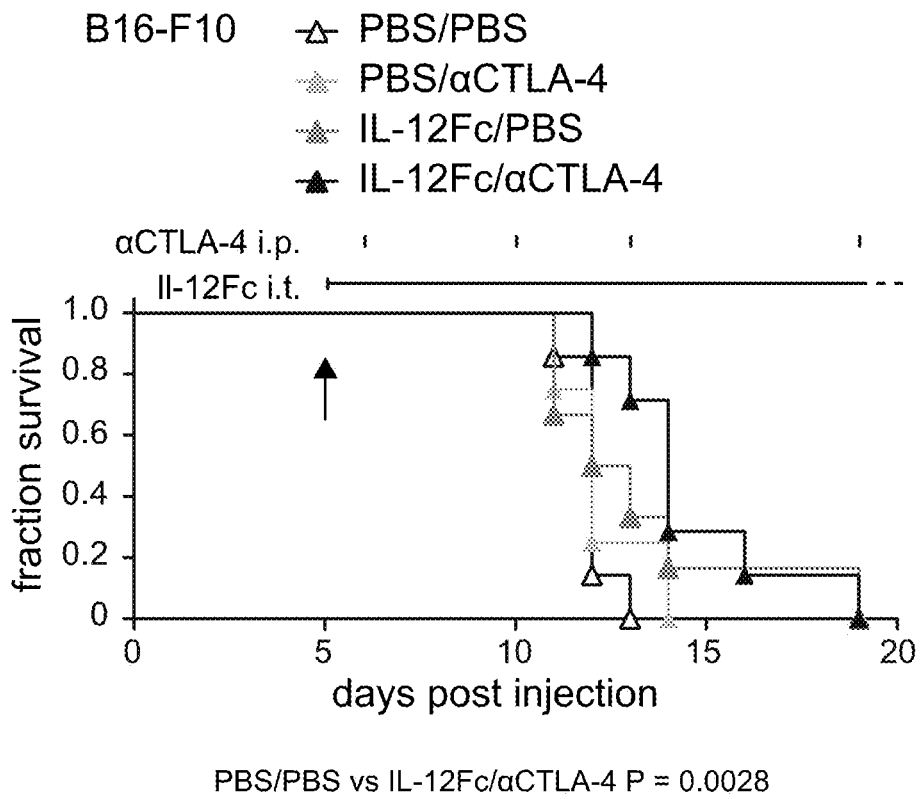 B16-F10
PBS/PBS
PBS/αCTLA-4
IL-12Fc/PBS
IL-12Fc/αCTLA-4
αCTLA-4 i.p.
Il-12Fc i.t.
fraction survival
1.0
0.8
0.6
0.4
0.2
0
0 5 10 15 20
days post injection
PBS/PBS vs IL-12Fc/αCTLA-4 P = 0.0028